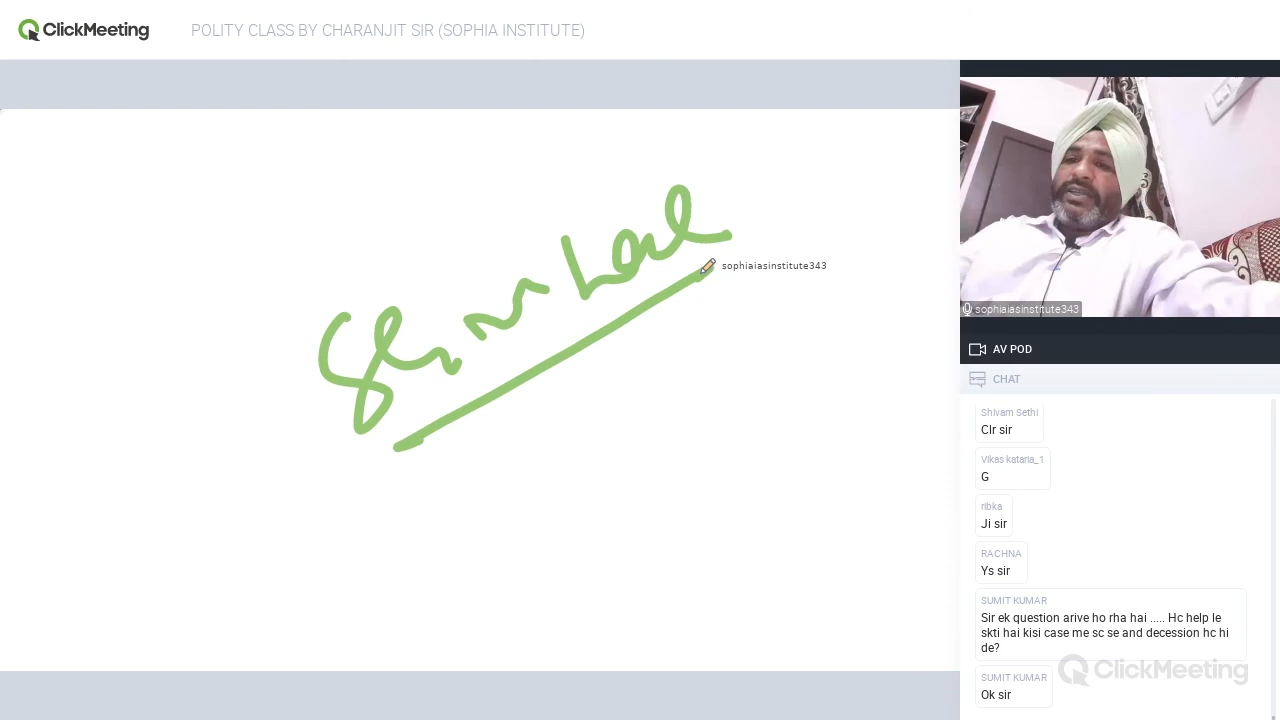 ClickMeeting
POLITY CLASS BY CHARANJIT SIR (SOPHIA INSTITUTE)
sophiaiasinstitute343
sophiaiasinstitute343
AV POD
CHAT
Shivam Sethi
Clr sir
Vikas kataria_1
G
ribka
Ji sir
RACHNA
Ys sir
SUMIT KUMAR
Sir ek question arive ho rha hai ..... Hc help le
skti hai kisi case me sc se and decession hc hi
de?
SUMIT KUMAR
Ok sir
ClickMeeting